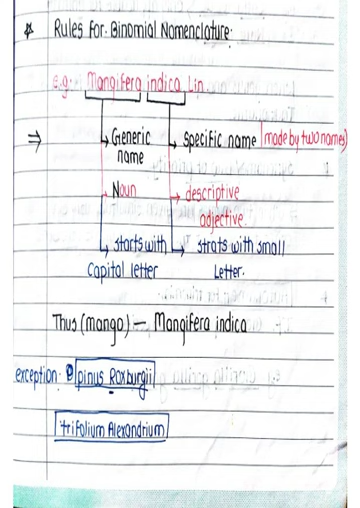 ☆ Rules for. Binomial Nomenclature:
e.g: Mangifera indica Lin.
⇒ Generic name
specific name (made by two names)
Noun
descriptive adjective.
starts with Capital letter
strats with small Letter.
Thus (mango) — Mangifera indica
exception. ① pinus Roxburgii
trifolium Alexandrium